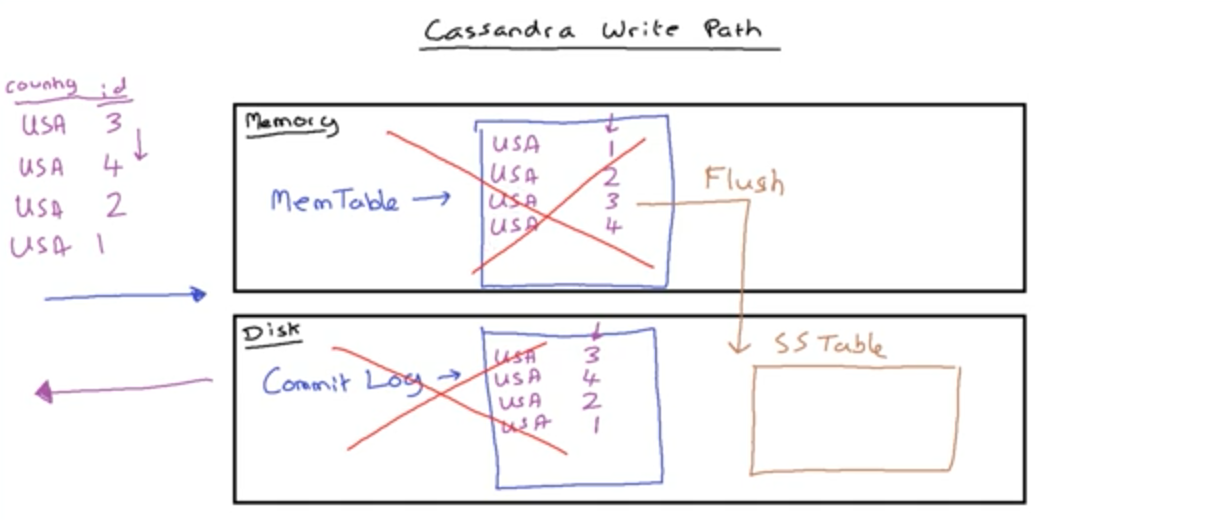 Cassandra Write Path
country id
USA 3
USA 4
USA 2
USA 1
Memory
MemTable
USA 1
USA 2
USA 3
USA 4
Flush
Disk
Commit Log
USA 3
USA 4
USA 2
USA 1
SS Table